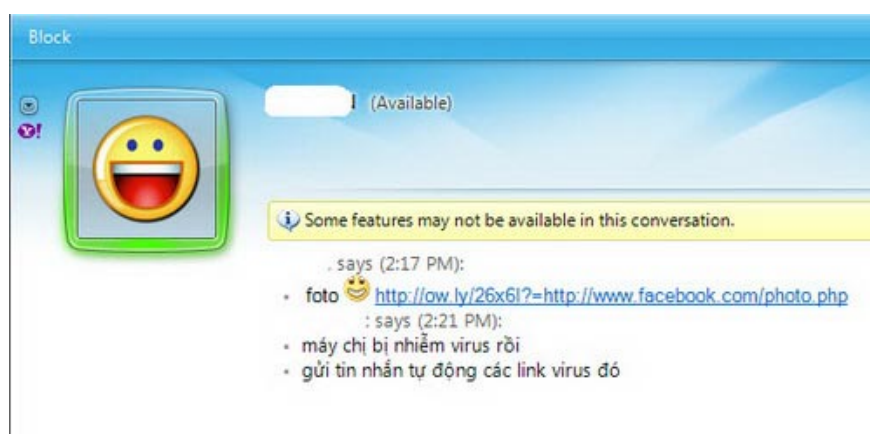 Block
(Available)
Y!
Some features may not be available in this conversation.
. says (2:17 PM):
foto http://ow.ly/26x6I?=http://www.facebook.com/photo.php
: says (2:21 PM):
máy chị bị nhiễm virus rồi
gửi tin nhắn tự động các link virus đó